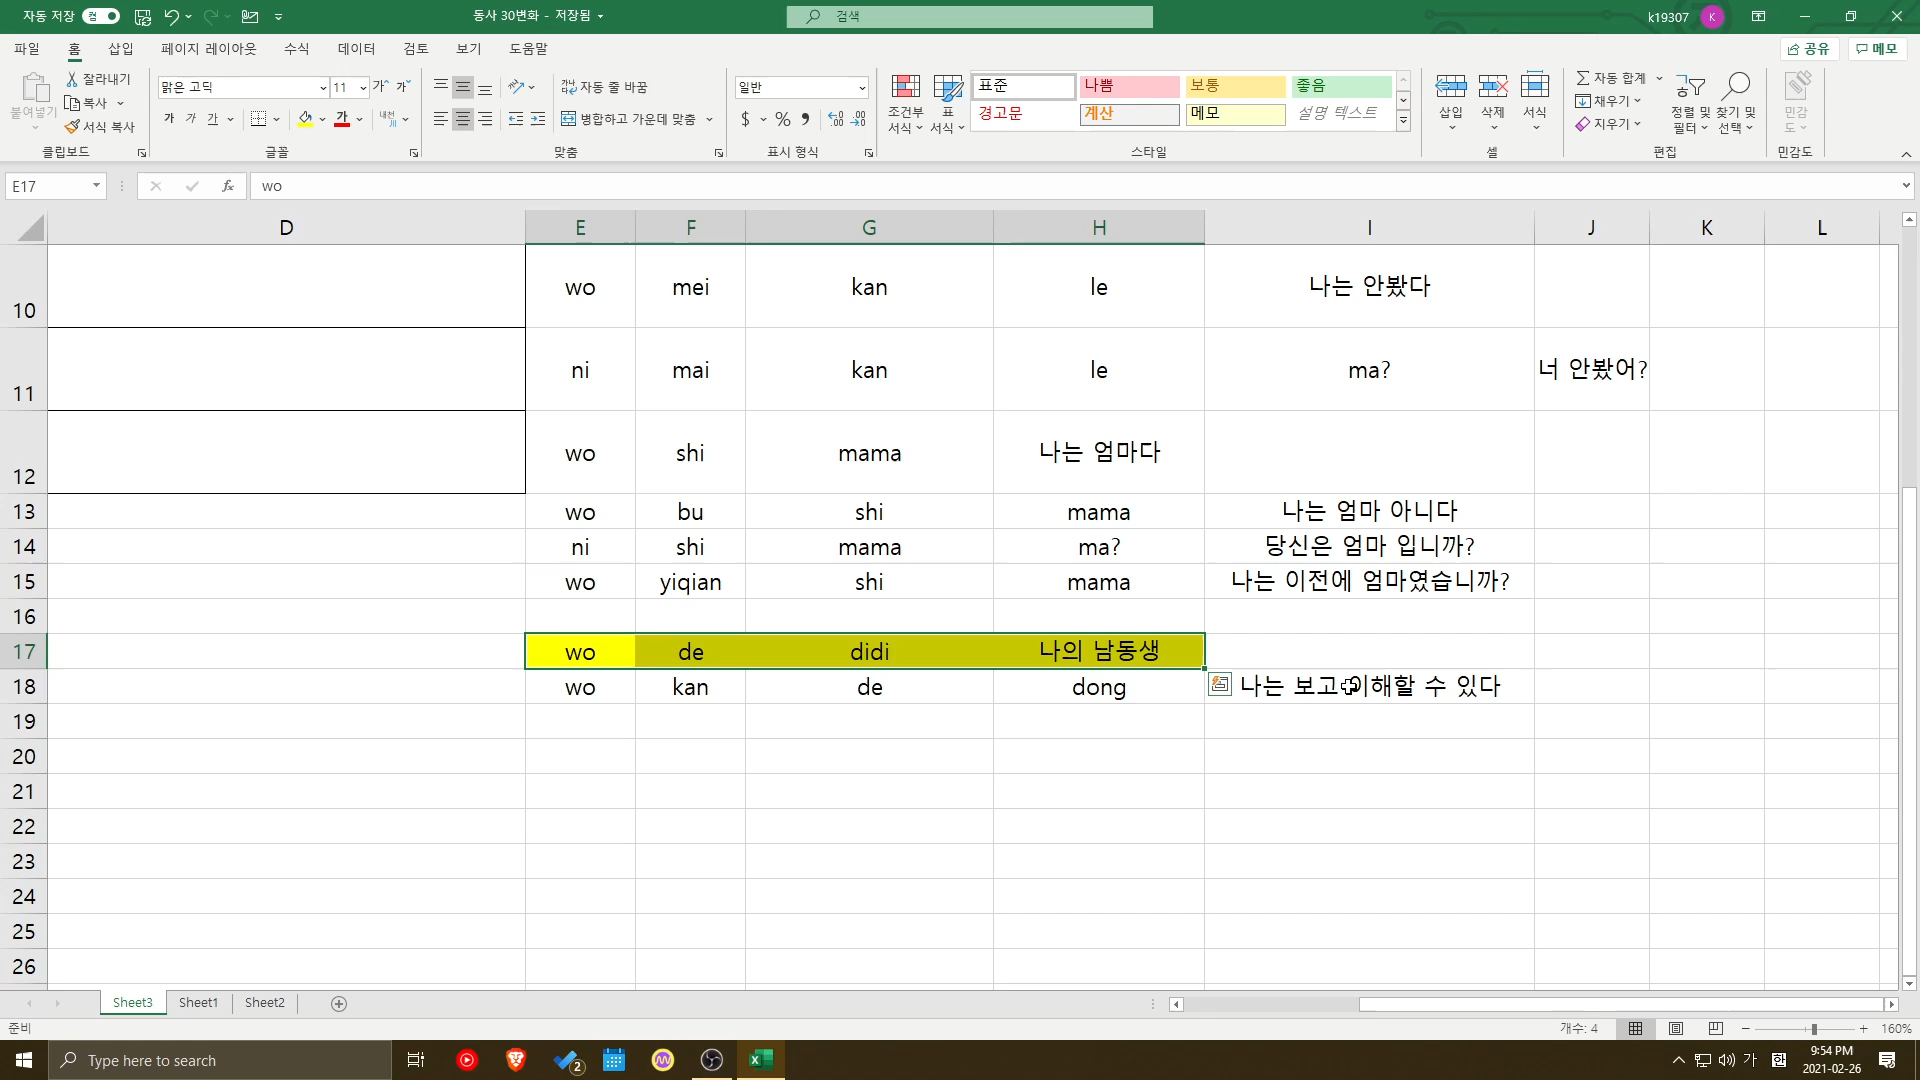 자동 저장 컴 동사 30변화 - 저장됨 검색 k19307 K
파일 홈 삽입 페이지 레이아웃 수식 데이터 검토 보기 도움말 공유 메모
붙여넣기 잘라내기 복사 서식 복사 클립보드
맑은 고딕 11 가 가 가 가 가 가 내천 글꼴
자동 줄 바꿈 병합하고 가운데 맞춤 맞춤
일반 $ % 표시 형식
조건부 서식 표 서식 표준 나쁨 보통 좋음
경고문 계산 메모 설명 텍스트 스타일
삽입 삭제 서식 셀
자동 합계 채우기 지우기 정렬 및 필터 찾기 및 선택 편집
민감도 민감도
E17 fx wo
D E F G H I J K L
10 wo mei kan le 나는 안봤다
11 ni mai kan le ma? 너 안봤어?
12 wo shi mama 나는 엄마다
13 wo bu shi mama 나는 엄마 아니다
14 ni shi mama ma? 당신은 엄마 입니까?
15 wo yiqian shi mama 나는 이전에 엄마였습니까?
16
17 wo de didi 나의 남동생
18 wo kan de dong 나는 보고 이해할 수 있다
19
20
21
22
23
24
25
26
Sheet3 Sheet1 Sheet2
준비 개수: 4 160%
Type here to search 2 가 한 9:54 PM
2021-02-26